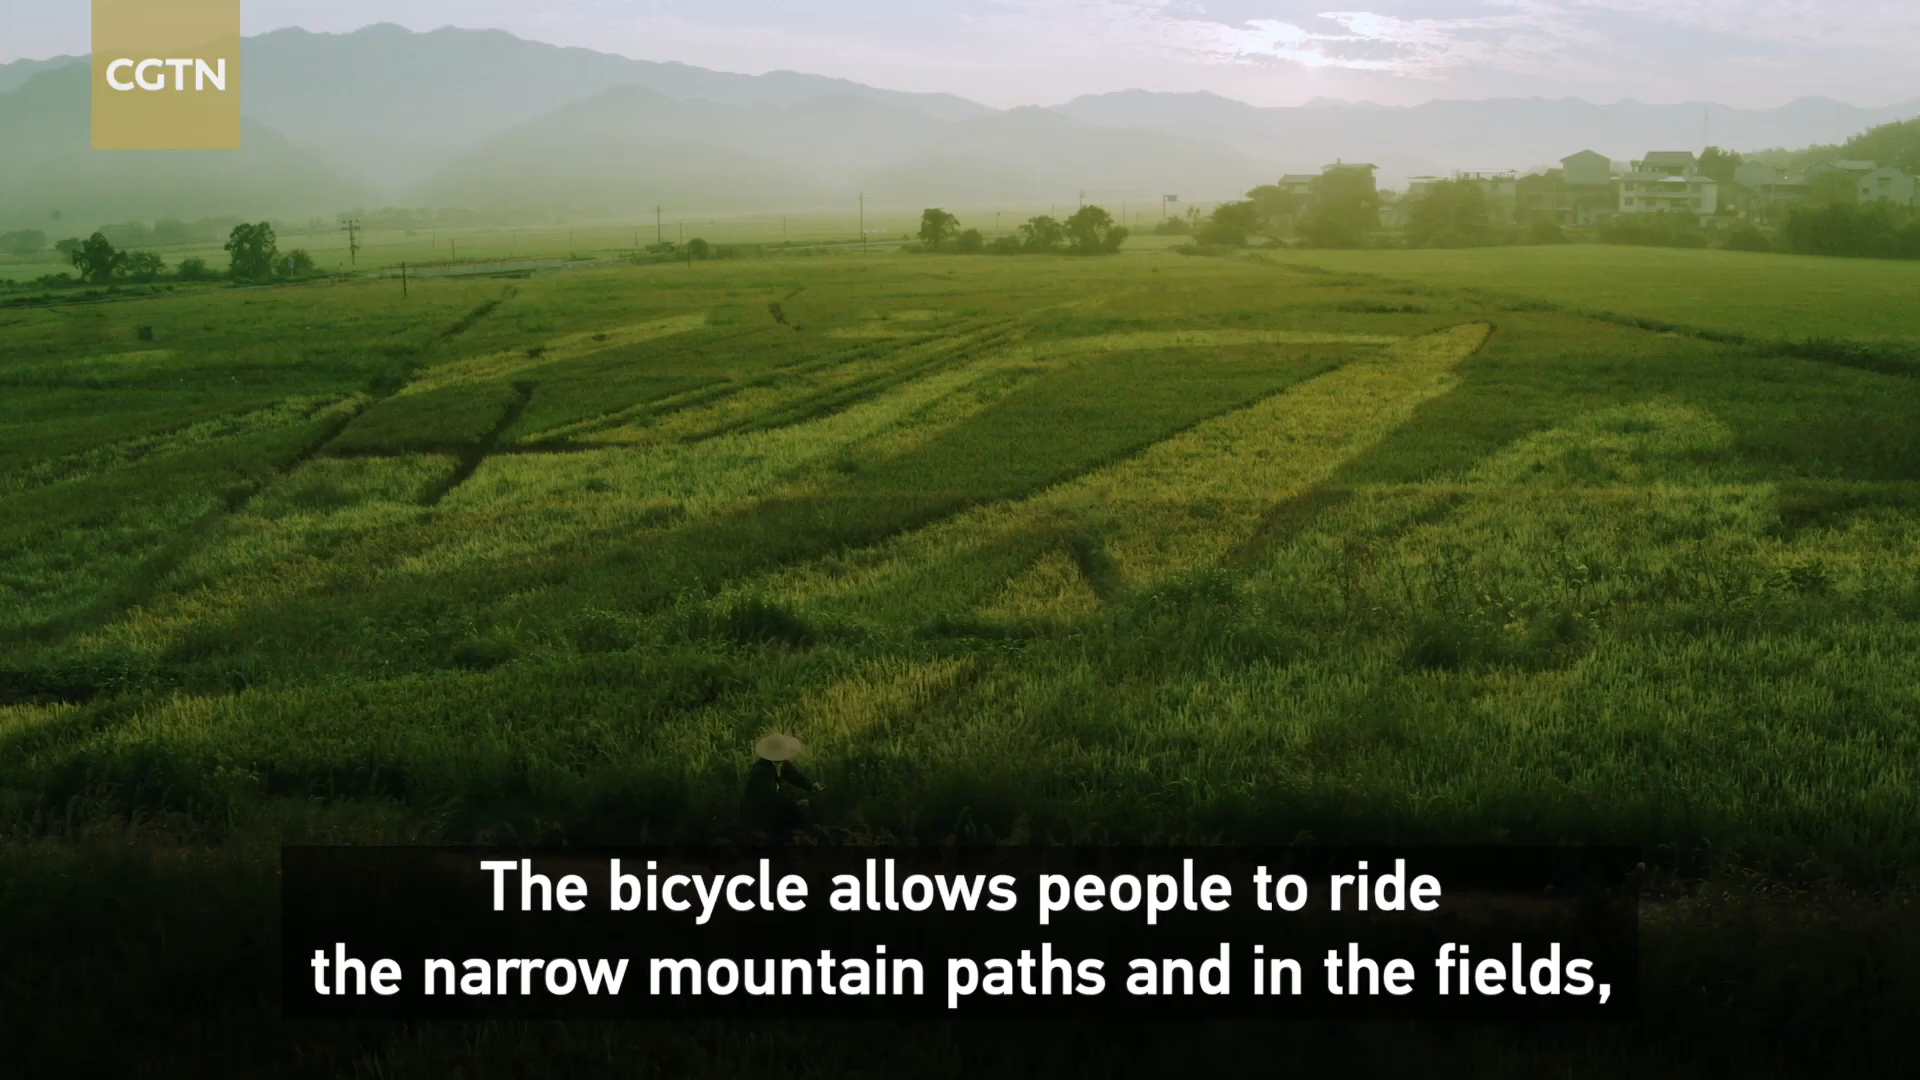 CGTN
The bicycle allows people to ride
the narrow mountain paths and in the fields,